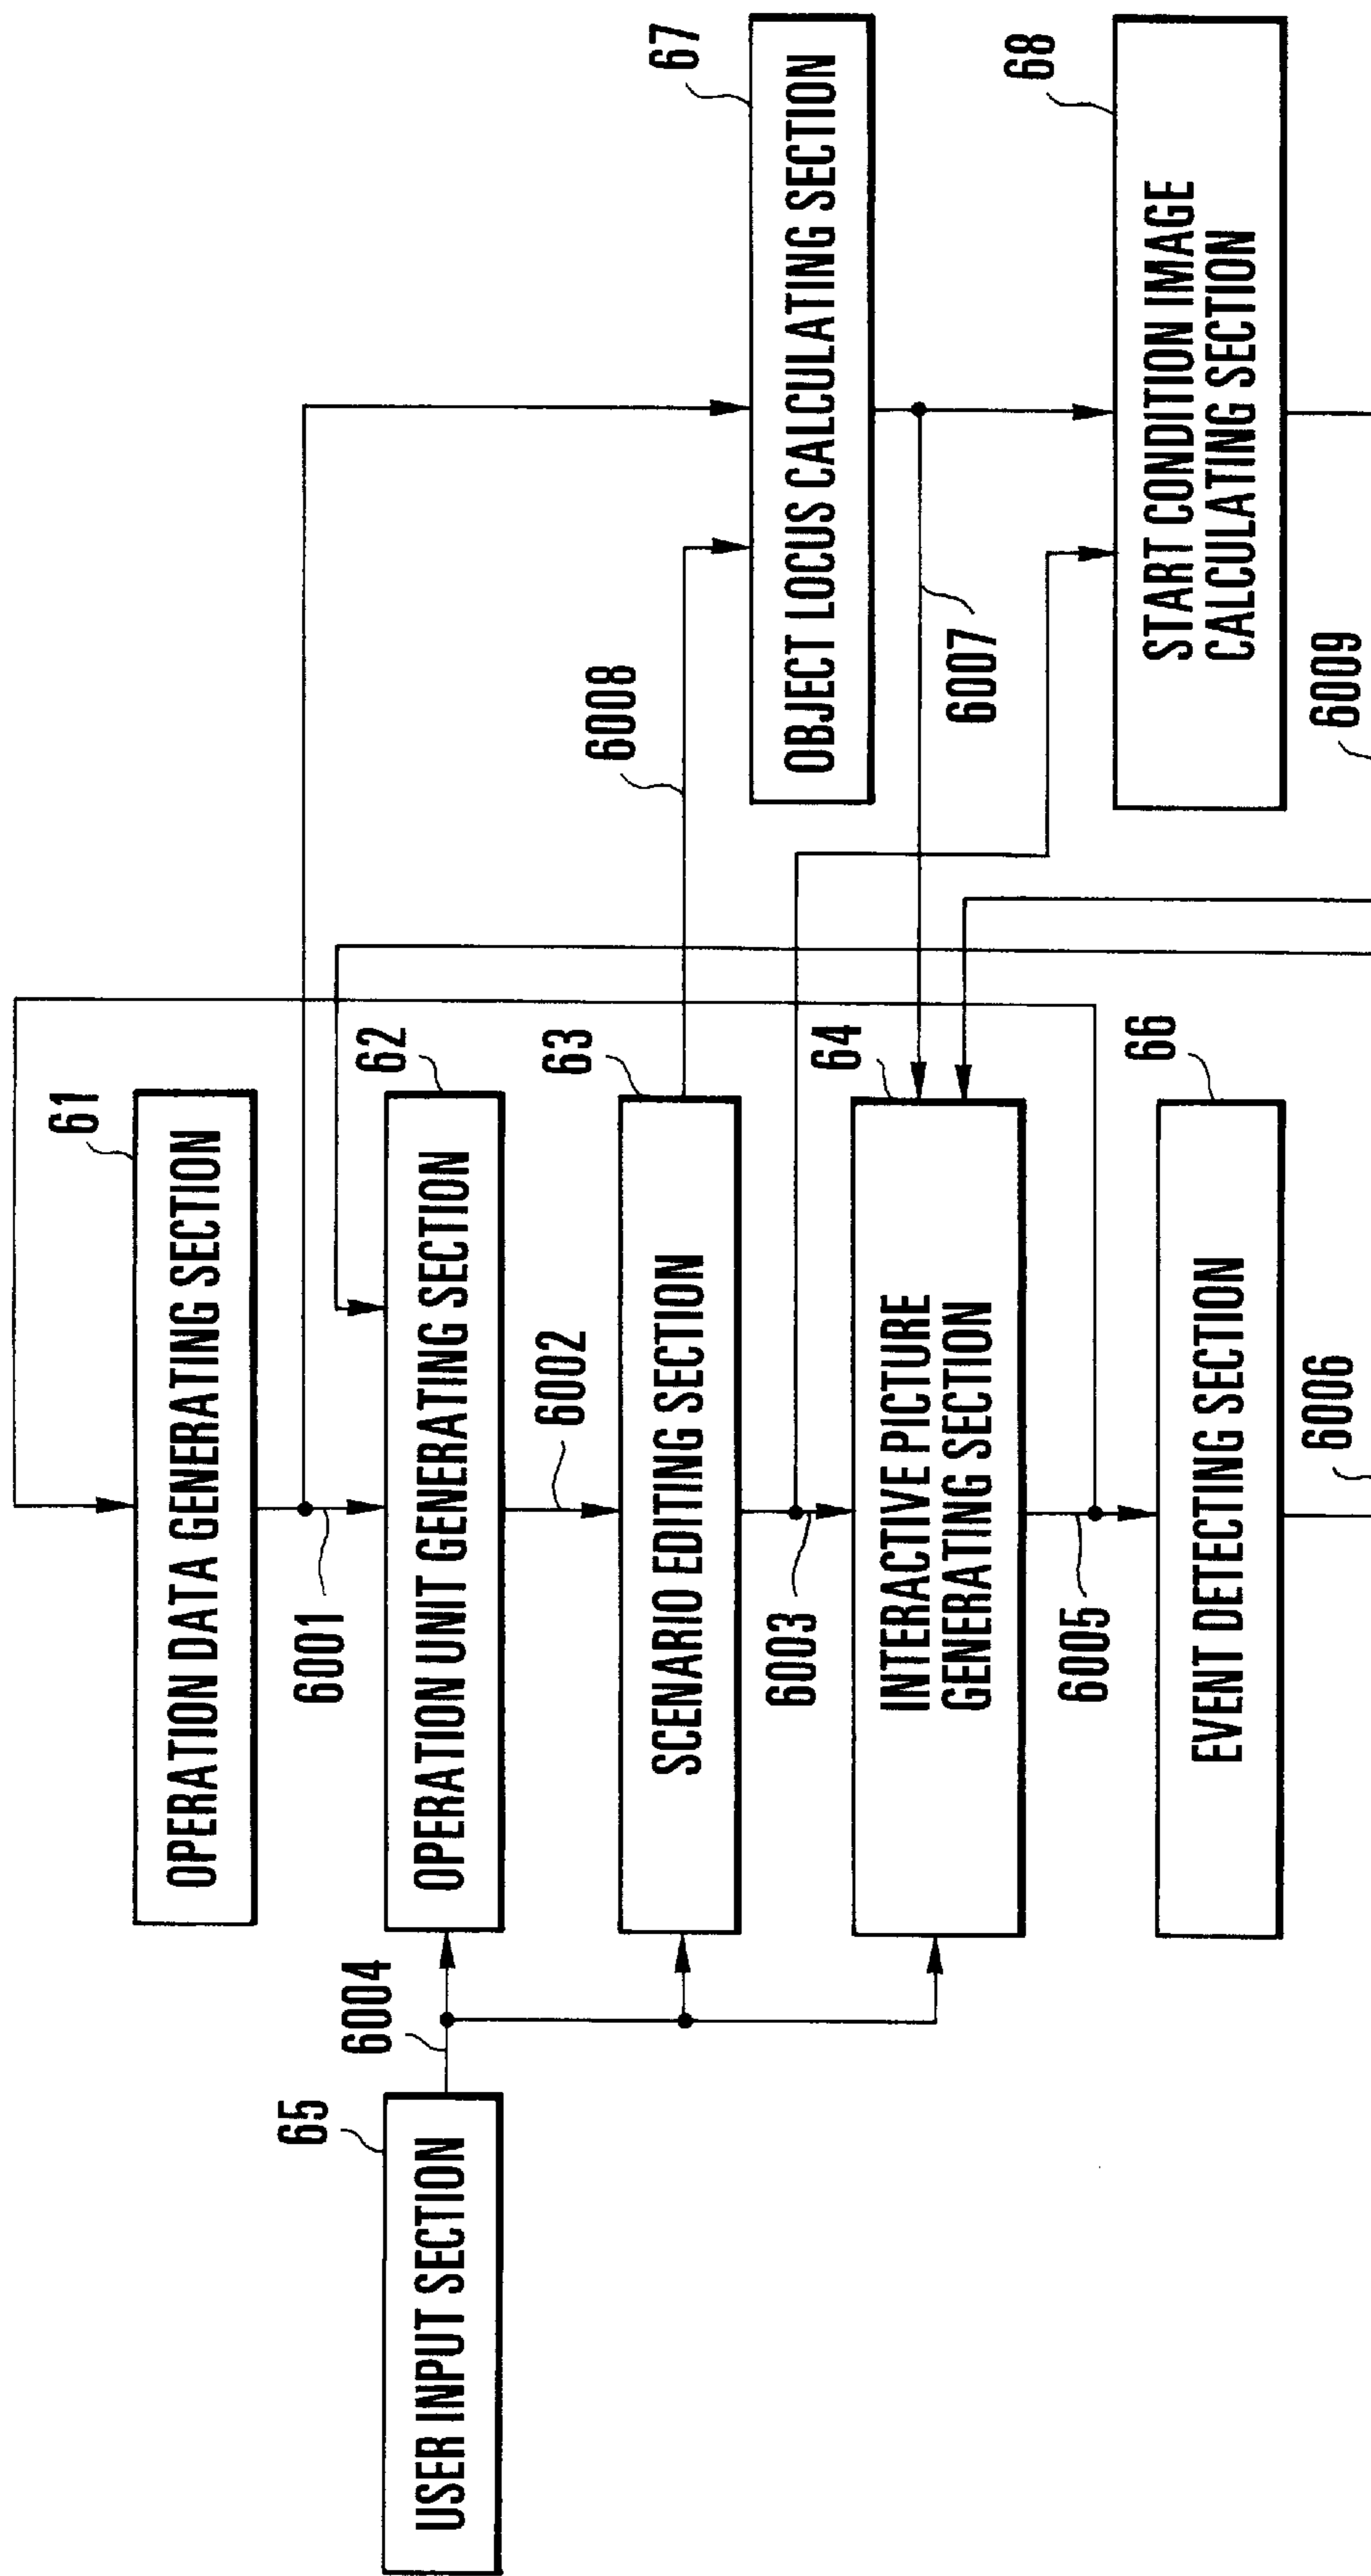 61
OPERATION DATA GENERATING SECTION
6001
62
OPERATION UNIT GENERATING SECTION
6002
65
USER INPUT SECTION
6004
63
SCENARIO EDITING SECTION
6003
6008
67
OBJECT LOCUS CALCULATING SECTION
6007
64
INTERACTIVE PICTURE
GENERATING SECTION
6005
68
START CONDITION IMAGE
CALCULATING SECTION
6009
66
EVENT DETECTING SECTION
6006